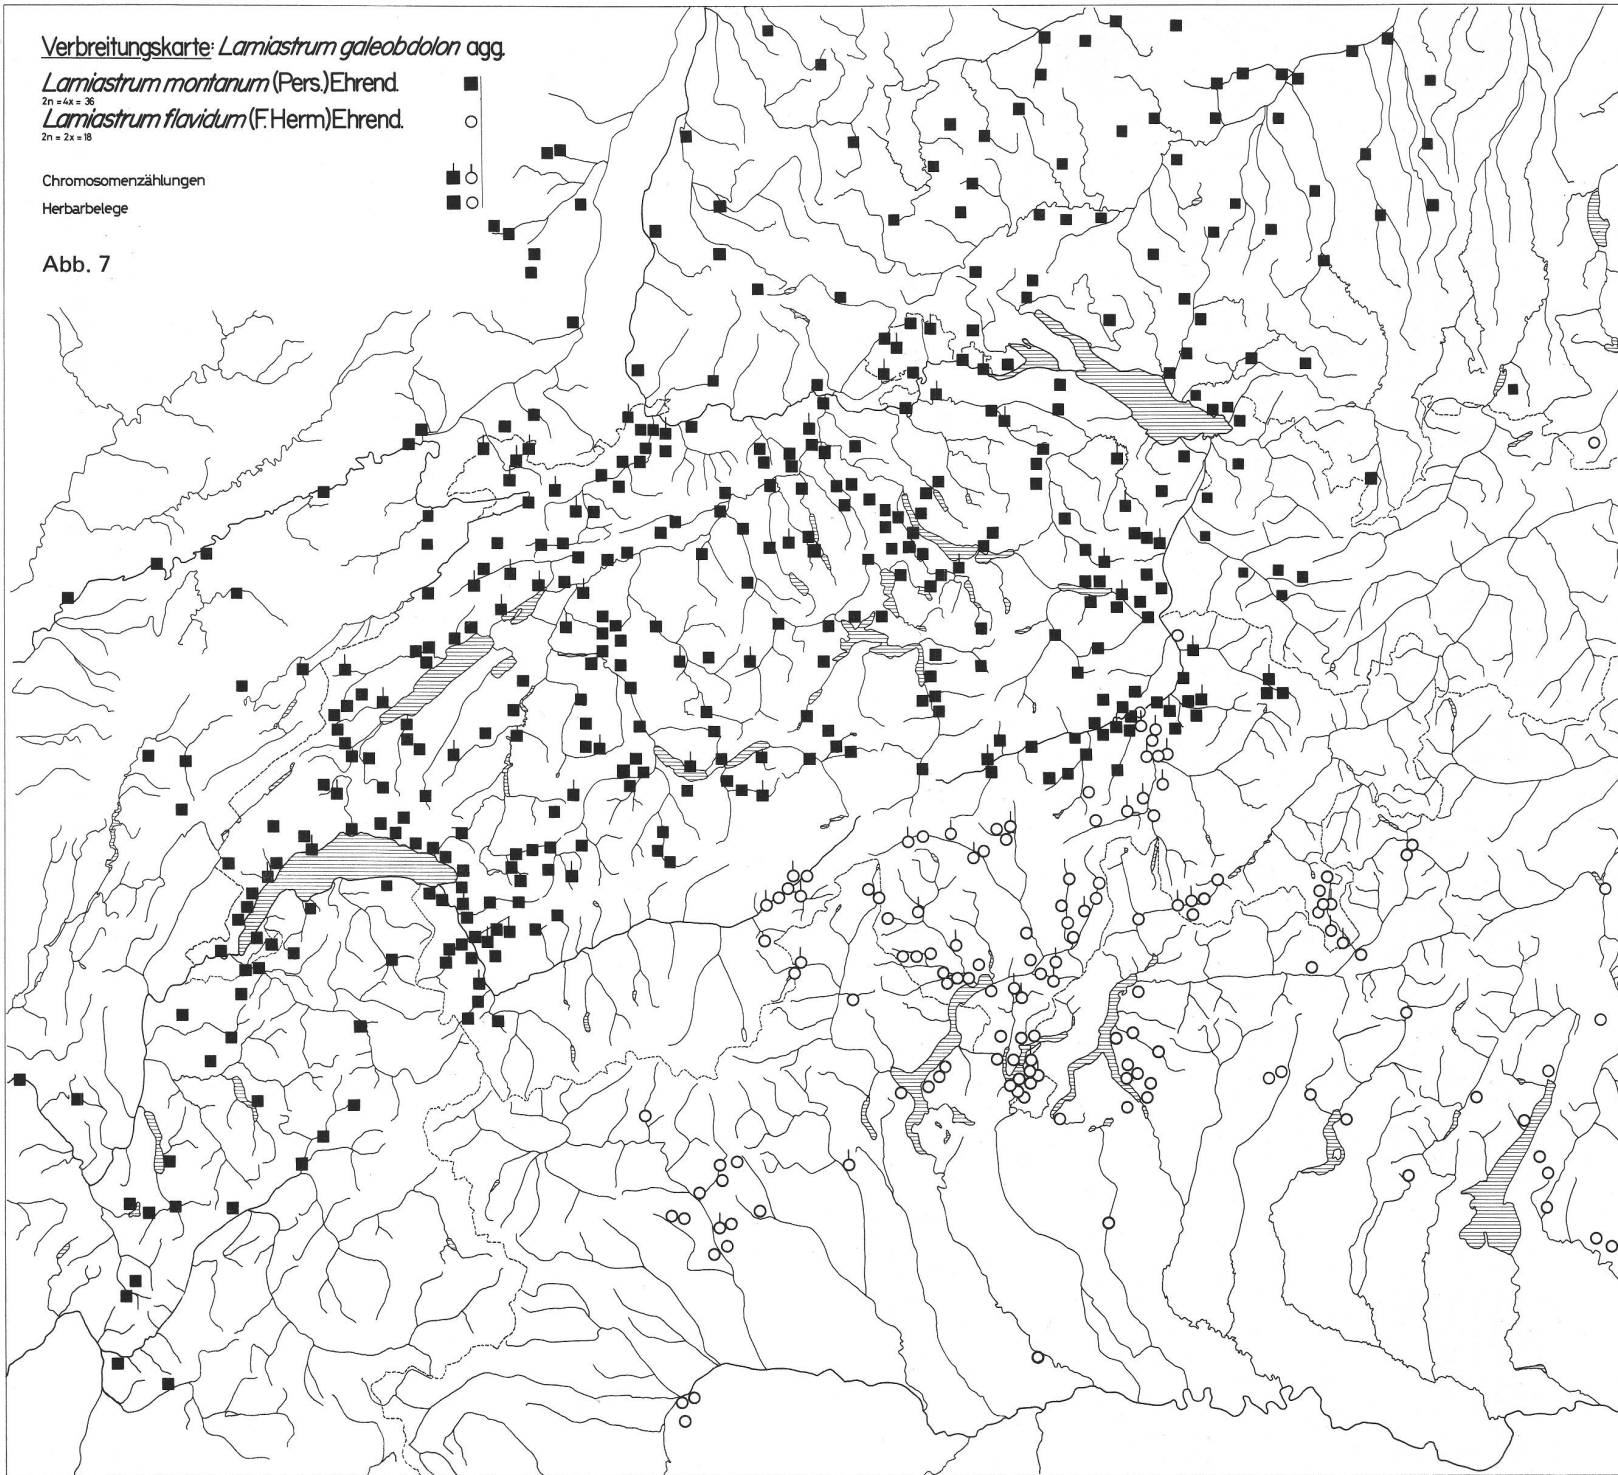 Verbreitungskarte: Lamiastrum galeobdolon agg.
Lamiastrum montanum (Pers.) Ehrend.
2n = 4x = 36
Lamiastrum flavidum (F.Herm) Ehrend.
2n = 2x = 18
Chromosomenzählungen
Herbarbelege
Abb. 7